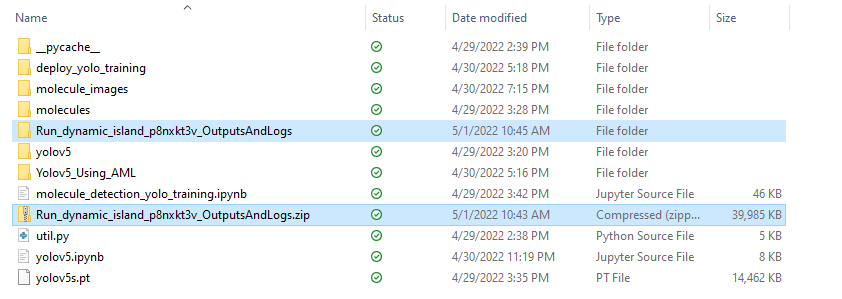 Name Status Date modified Type Size
__pycache__ 4/29/2022 2:39 PM File folder
deploy_yolo_training 4/30/2022 5:18 PM File folder
molecule_images 4/30/2022 7:15 PM File folder
molecules 4/29/2022 3:28 PM File folder
Run_dynamic_island_p8nxkt3v_OutputsAndLogs 5/1/2022 10:45 AM File folder
yolov5 4/29/2022 3:20 PM File folder
Yolov5_Using_AML 4/30/2022 5:16 PM File folder
molecule_detection_yolo_training.ipynb 4/29/2022 3:42 PM Jupyter Source File 46 KB
Run_dynamic_island_p8nxkt3v_OutputsAndLogs.zip 5/1/2022 10:43 AM Compressed (zipp... 39,985 KB
util.py 4/29/2022 2:38 PM Python Source File 5 KB
yolov5.ipynb 4/30/2022 11:19 PM Jupyter Source File 8 KB
yolov5s.pt 4/29/2022 3:35 PM PT File 14,462 KB